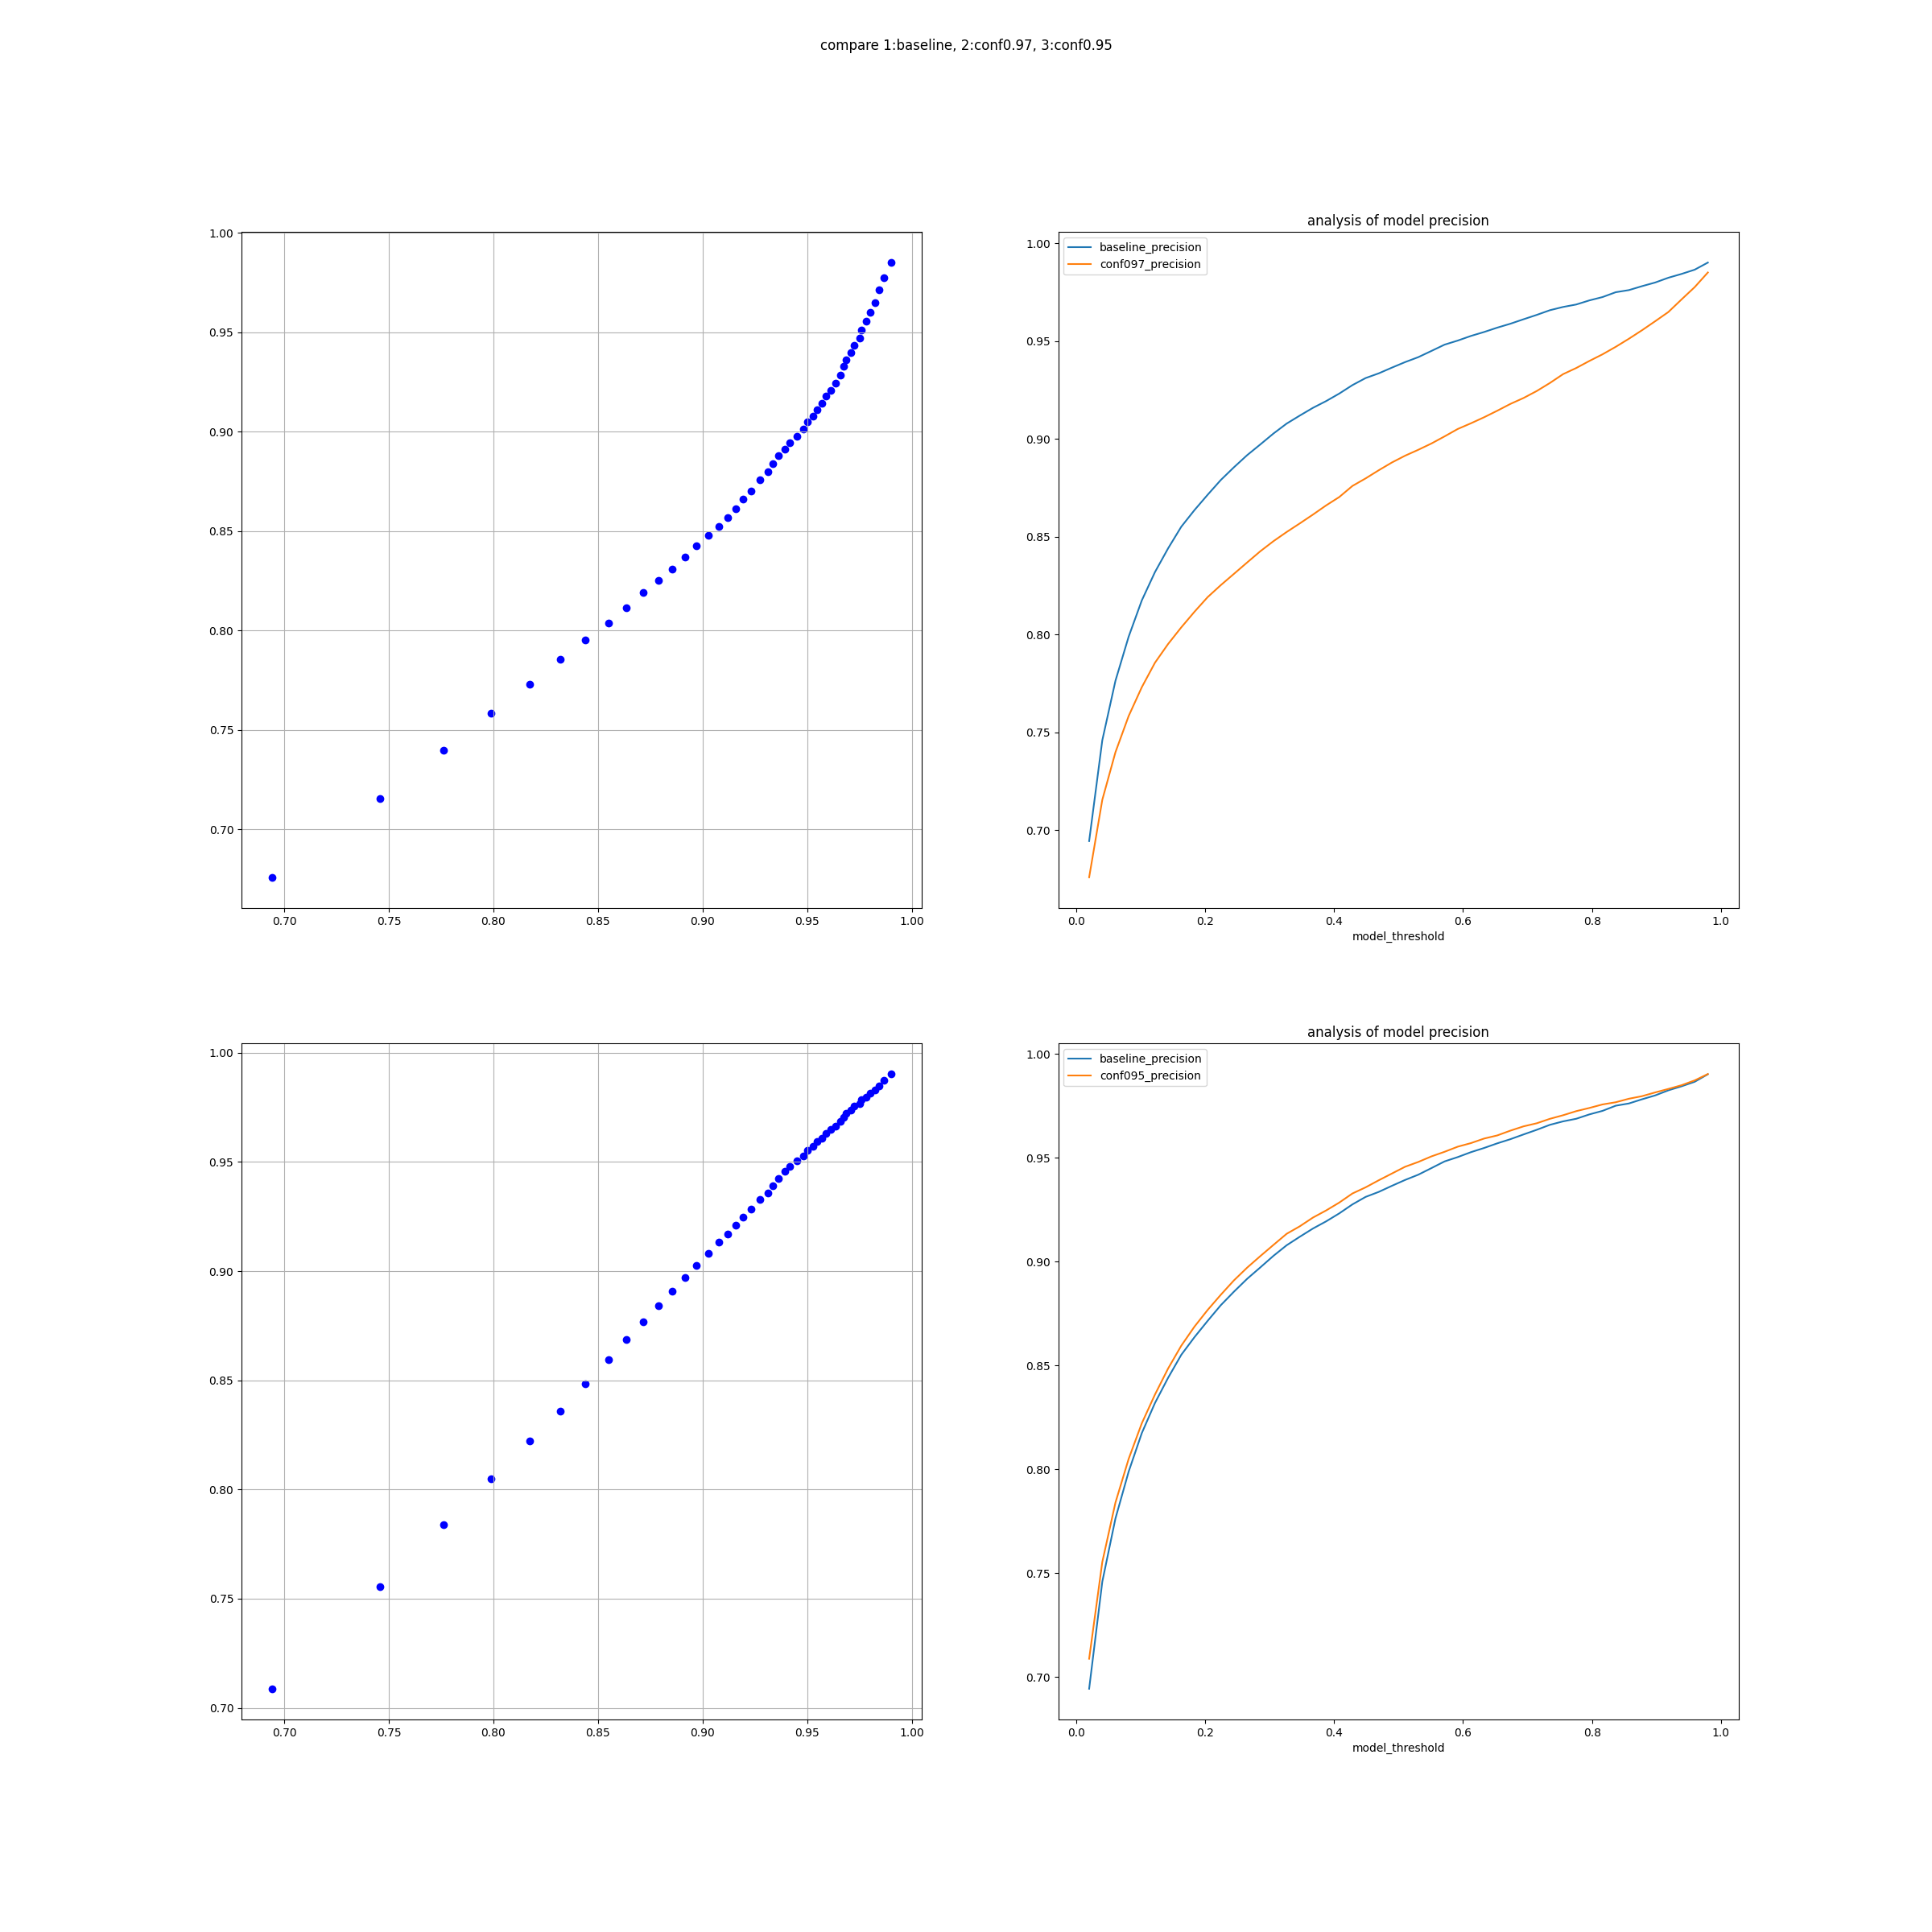 compare 1:baseline, 2:conf0.97, 3:conf0.95
1.00
0.95
0.90
0.85
0.80
0.75
0.70
0.70 0.75 0.80 0.85 0.90 0.95 1.00
analysis of model precision
baseline_precision
conf097_precision
1.00
0.95
0.90
0.85
0.80
0.75
0.70
0.0 0.2 0.4 0.6 0.8 1.0
model_threshold
1.00
0.95
0.90
0.85
0.80
0.75
0.70
0.70 0.75 0.80 0.85 0.90 0.95 1.00
analysis of model precision
baseline_precision
conf095_precision
1.00
0.95
0.90
0.85
0.80
0.75
0.70
0.0 0.2 0.4 0.6 0.8 1.0
model_threshold